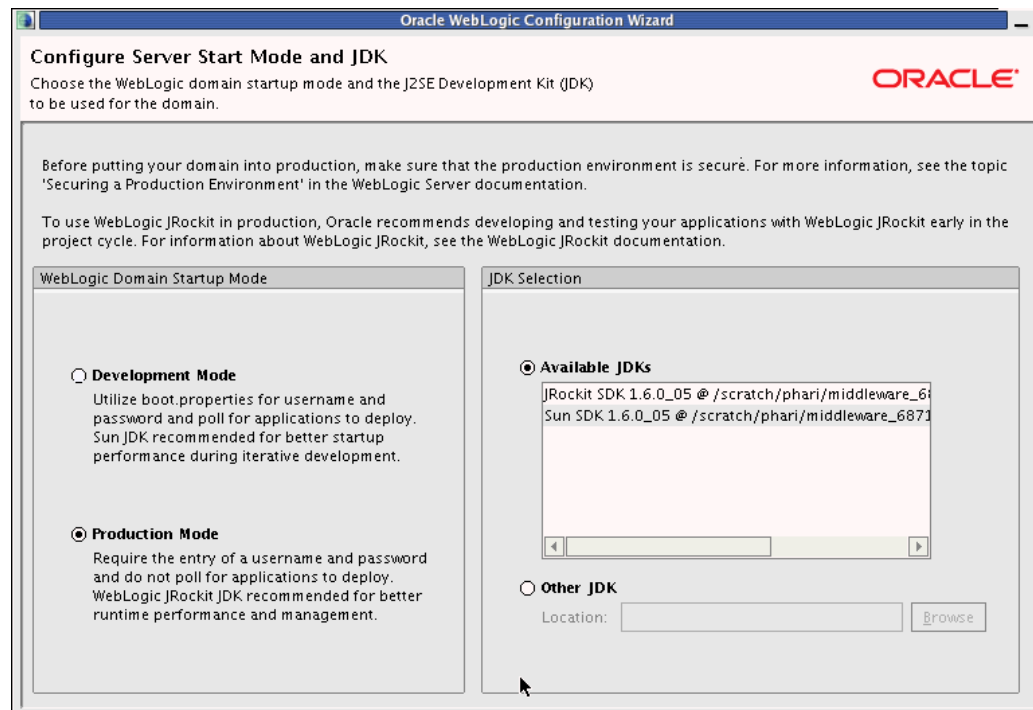 Oracle WebLogic Configuration Wizard
Configure Server Start Mode and JDK
Choose the WebLogic domain startup mode and the J2SE Development Kit (JDK)
to be used for the domain.
ORACLE
Before putting your domain into production, make sure that the production environment is secure. For more information, see the topic
'Securing a Production Environment' in the WebLogic Server documentation.
To use WebLogic JRockit in production, Oracle recommends developing and testing your applications with WebLogic JRockit early in the
project cycle. For information about WebLogic JRockit, see the WebLogic JRockit documentation.
WebLogic Domain Startup Mode
Development Mode
Utilize boot.properties for username and
password and poll for applications to deploy.
Sun JDK recommended for better startup
performance during iterative development.
Production Mode
Require the entry of a username and password
and do not poll for applications to deploy.
WebLogic JRockit JDK recommended for better
runtime performance and management.
JDK Selection
Available JDKs
JRockit SDK 1.6.0_05 @ /scratch/phari/middleware_68
Sun SDK 1.6.0_05 @ /scratch/phari/middleware_6871
Other JDK
Location:
Browse